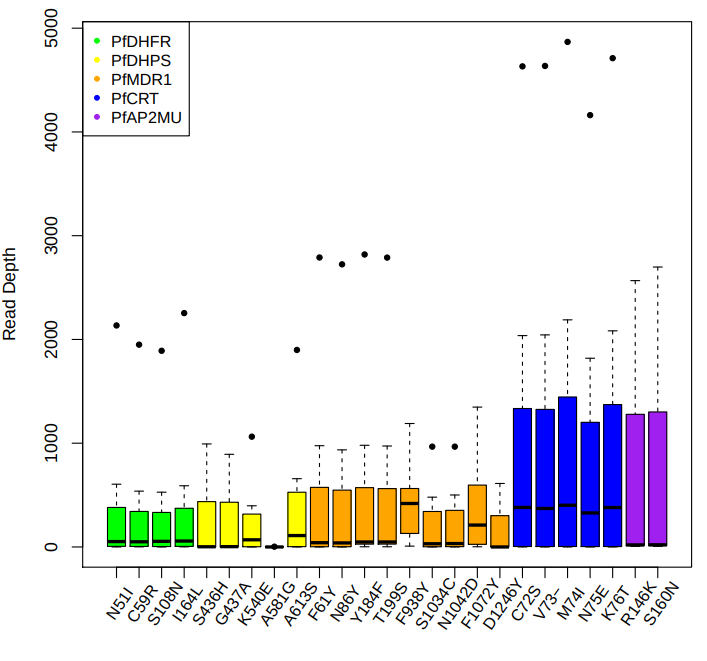 PfDHFR
PfDHPS
PfMDR1
PfCRT
PfAP2MU
Read Depth
5000
4000
3000
2000
1000
0
N51I
C59R
S108N
I164L
S436H
G437A
K540E
A581G
A613S
F61Y
N86Y
Y184F
T199S
F938Y
S1034C
N1042D
F1072Y
D1246Y
C72S
V73–
M74I
N75E
K76T
R146K
S160N